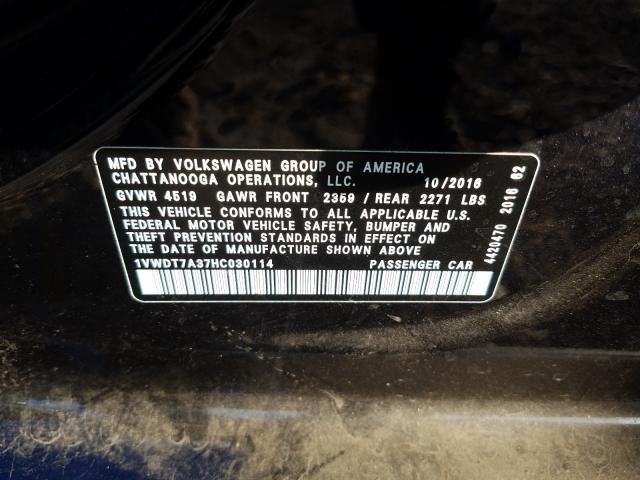 MFD BY VOLKSWAGEN GROUP OF AMERICA
CHATTANOOGA OPERATIONS, LLC. 10/2016
GVWR 4519 GAWR FRONT 2359 / REAR 2271 LBS
THIS VEHICLE CONFORMS TO ALL APPLICABLE U.S.
FEDERAL MOTOR VEHICLE SAFETY, BUMPER AND
THEFT PREVENTION STANDARDS IN EFFECT ON
THE DATE OF MANUFACTURE SHOWN ABOVE
1VWDT7A37HC030114 PASSENGER CAR
4420470 2016 62